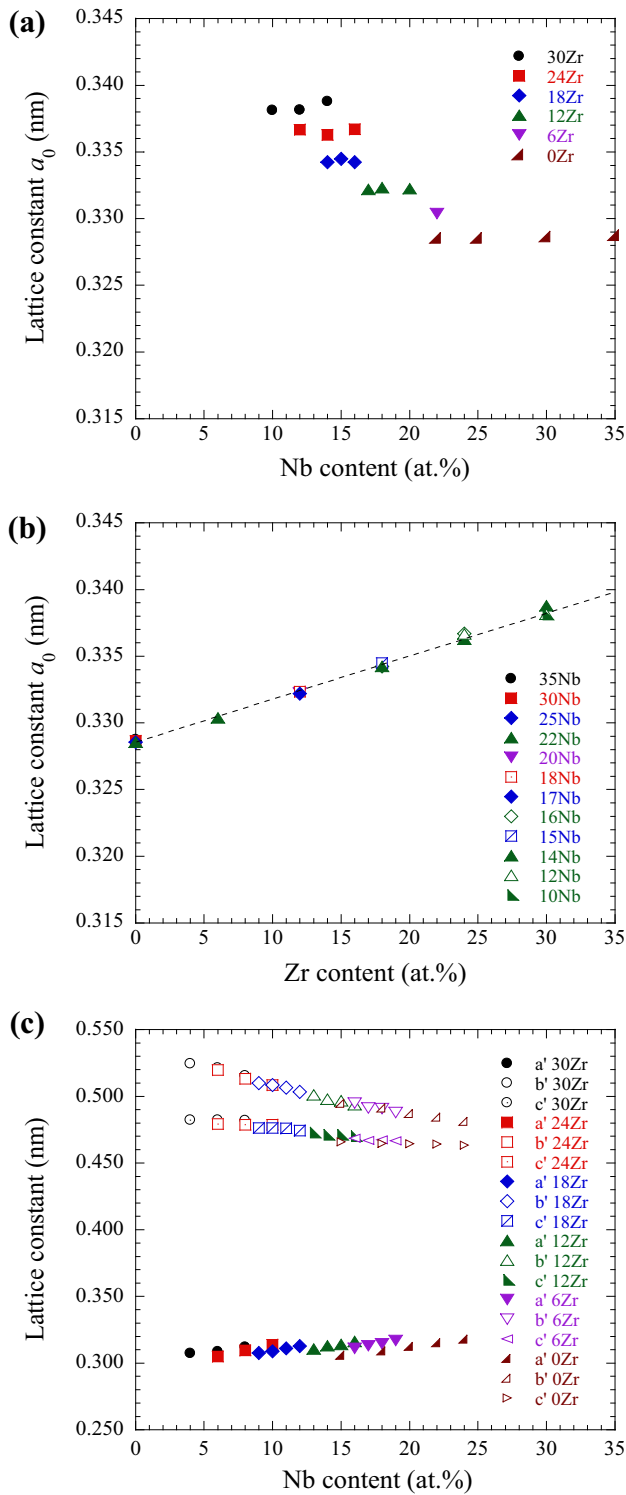 (a)
0.345
0.340
0.335
0.330
0.325
0.320
0.315
Lattice constant a0 (nm)
30Zr
24Zr
18Zr
12Zr
6Zr
0Zr
0 5 10 15 20 25 30 35
Nb content (at.%)
(b)
0.345
0.340
0.335
0.330
0.325
0.320
0.315
Lattice constant a0 (nm)
35Nb
30Nb
25Nb
22Nb
20Nb
18Nb
17Nb
16Nb
15Nb
14Nb
12Nb
10Nb
0 5 10 15 20 25 30 35
Zr content (at.%)
(c)
0.550
0.500
0.450
0.400
0.350
0.300
0.250
Lattice constant (nm)
a' 30Zr
b' 30Zr
c' 30Zr
a' 24Zr
b' 24Zr
c' 24Zr
a' 18Zr
b' 18Zr
c' 18Zr
a' 12Zr
b' 12Zr
c' 12Zr
a' 6Zr
b' 6Zr
c' 6Zr
a' 0Zr
b' 0Zr
c' 0Zr
0 5 10 15 20 25 30 35
Nb content (at.%)